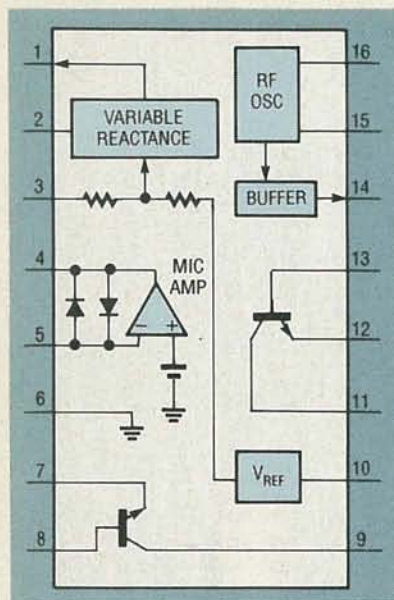 1
2
3
4
5
6
7
8
VARIABLE
REACTANCE
MIC
AMP
− +
RF
OSC
BUFFER
VREF
16
15
14
13
12
11
10
9